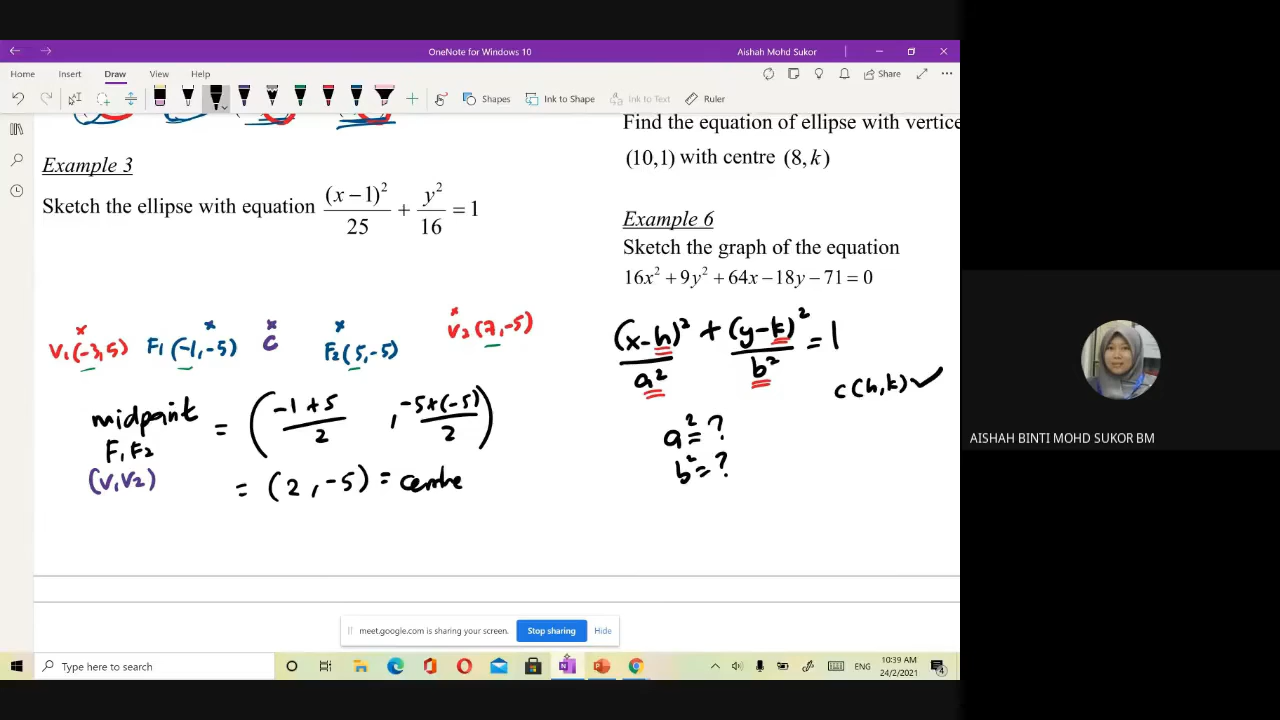 OneNote for Windows 10
Aishah Mohd Sukor
Home Insert Draw View Help
Share
Shapes
Ink to Shape
Ink to Text
Ruler
Example 3
Sketch the ellipse with equation (x − 1)²/25 + y²/16 = 1
V1(-3,5) F1(-1,-5) C F2(5,-5) V2(7,-5)
midpoint F1F2 (V1V2) = (-1+5/2, -5+(-5)/2)
= (2,-5) = centre
Find the equation of ellipse with vertice
(10,1) with centre (8,k)
Example 6
Sketch the graph of the equation
16x² + 9y² + 64x − 18y − 71 = 0
(x-h)²/a² + (y-k)²/b² = 1
c(h,k) ✓
a² = ?
b² = ?
meet.google.com is sharing your screen. Stop sharing Hide
AISHAH BINTI MOHD SUKOR BM
Type here to search
ENG
10:39 AM
24/2/2021
4